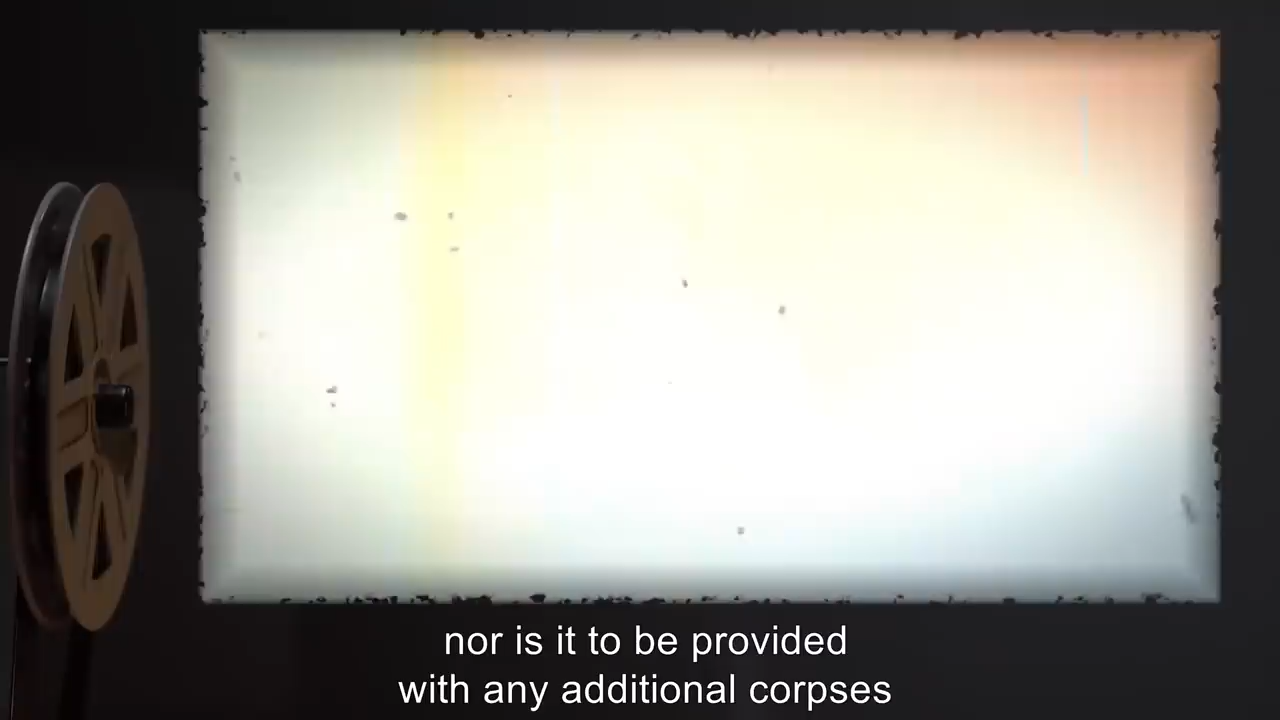 nor is it to be provided
with any additional corpses